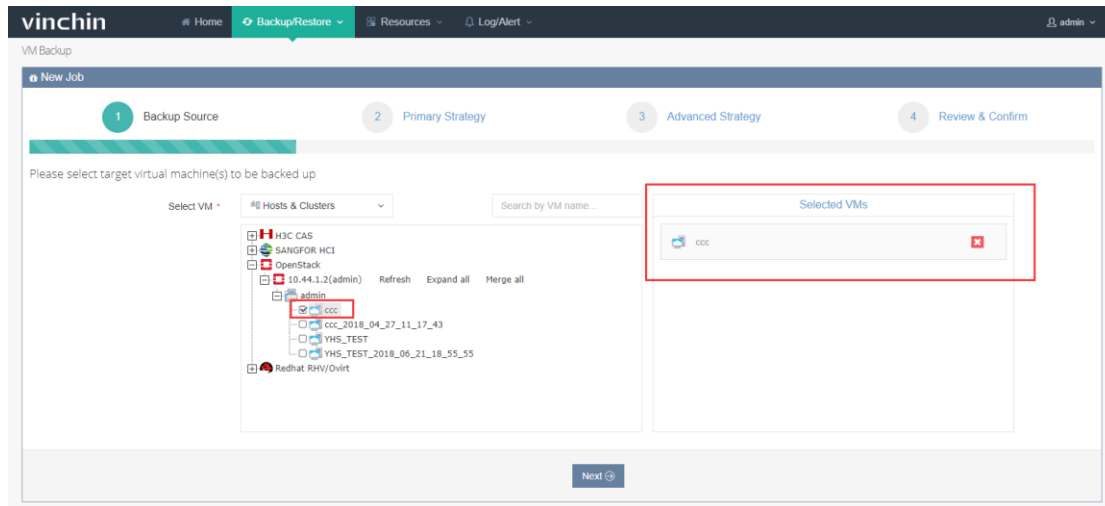 vinchin Home Backup/Restore Resources Log/Alert admin
VM Backup
New Job
1 Backup Source 2 Primary Strategy 3 Advanced Strategy 4 Review & Confirm
Please select target virtual machine(s) to be backed up
Select VM * Hosts & Clusters Search by VM name... Selected VMs
H3C CAS
ccc
SANGFOR HCI
OpenStack
10.44.1.2(admin) Refresh Expand all Merge all
admin
ccc
ccc_2018_04_27_11_17_43
YHS_TEST
YHS_TEST_2018_06_21_18_55_55
Redhat RHV/Ovirt
Next